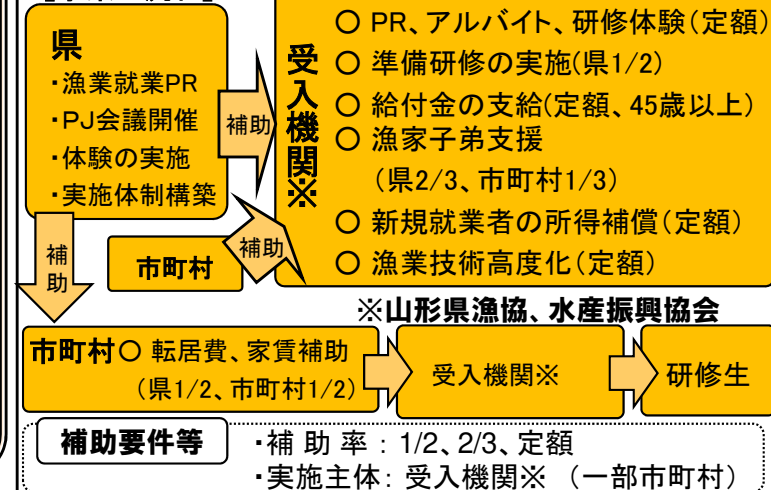 県
・漁業就業PR
・PJ会議開催
・体験の実施
・実施体制構築
補助
受入機関※
○ PR、アルバイト、研修体験(定額)
○ 準備研修の実施(県1/2)
○ 給付金の支給(定額、45歳以上)
○ 漁家子弟支援
(県2/3、市町村1/3)
○ 新規就業者の所得補償(定額)
○ 漁業技術高度化(定額)
補助
市町村
補助
※山形県漁協、水産振興協会
市町村○ 転居費、家賃補助
(県1/2、市町村1/2)
受入機関※
研修生
補助要件等
・補 助 率 : 1/2、2/3、定額
・実施主体: 受入機関※ (一部市町村)